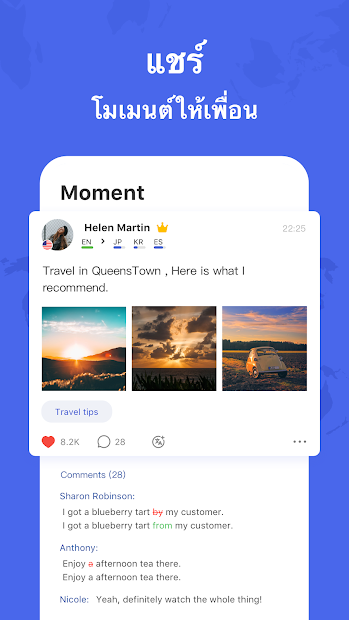 แชร์
โมเมนต์ให้เพื่อน
Moment
Helen Martin
22:25
EN > JP KR ES
Travel in QueensTown , Here is what I
recommend.
Travel tips
8.2K
28
Comments (28)
Sharon Robinson:
I got a blueberry tart by my customer.
I got a blueberry tart from my customer.
Anthony:
Enjoy a afternoon tea there.
Enjoy a afternoon tea there.
Nicole: Yeah, definitely watch the whole thing!